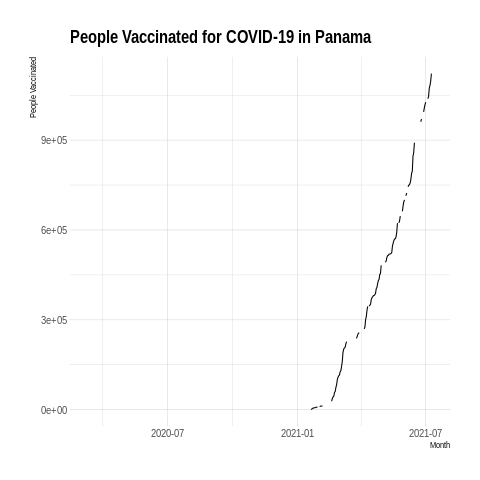 People Vaccinated for COVID-19 in Panama
People Vaccinated
9e+05
6e+05
3e+05
0e+00
2020-07
2021-01
2021-07
Month